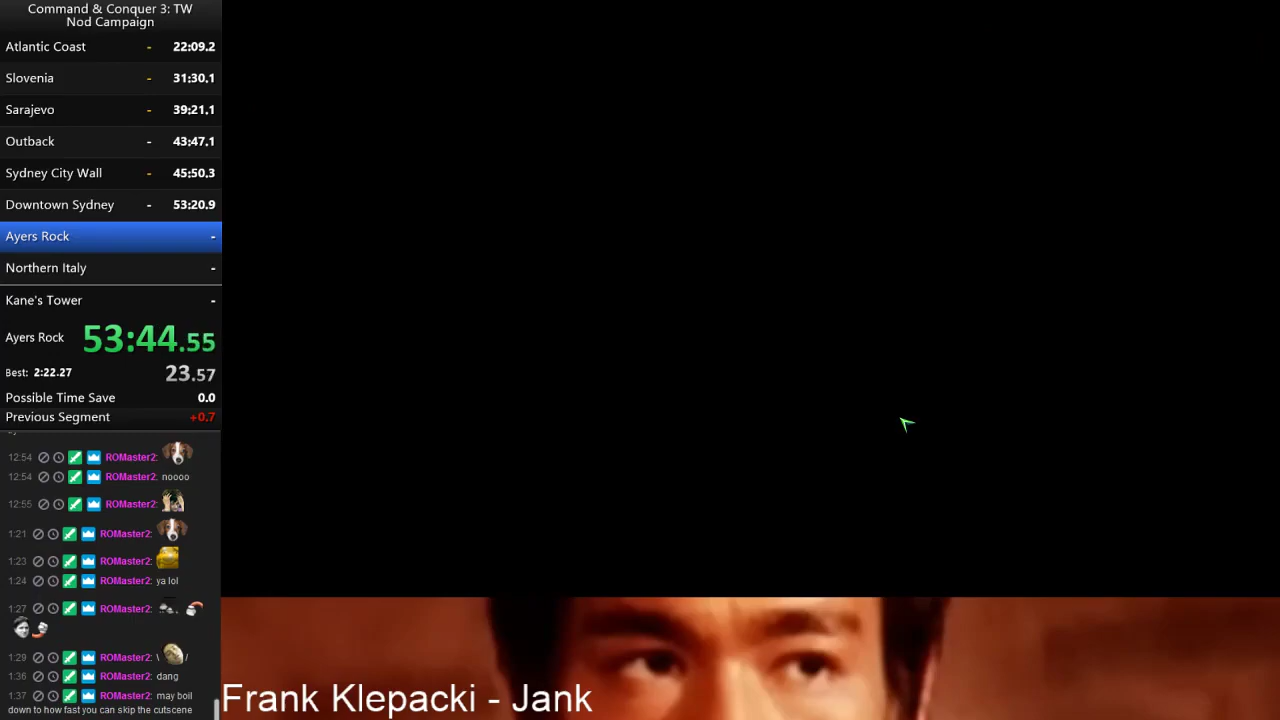 Command & Conquer 3: TW
Nod Campaign
Atlantic Coast - 22:09.2
Slovenia - 31:30.1
Sarajevo - 39:21.1
Outback - 43:47.1
Sydney City Wall - 45:50.3
Downtown Sydney - 53:20.9
Ayers Rock -
Northern Italy -
Kane's Tower -
Ayers Rock 53:44.55
Best: 2:22.27 23.57
Possible Time Save 0.0
Previous Segment +0.7
12:54 ROMaster2:
12:54 ROMaster2: noooo
12:55 ROMaster2:
1:21 ROMaster2:
1:23 ROMaster2:
1:24 ROMaster2: ya lol
1:27 ROMaster2:
1:29 ROMaster2: \ /
1:36 ROMaster2: dang
1:37 ROMaster2: may boil
down to how fast you can skip the cutscene
Frank Klepacki - Jank